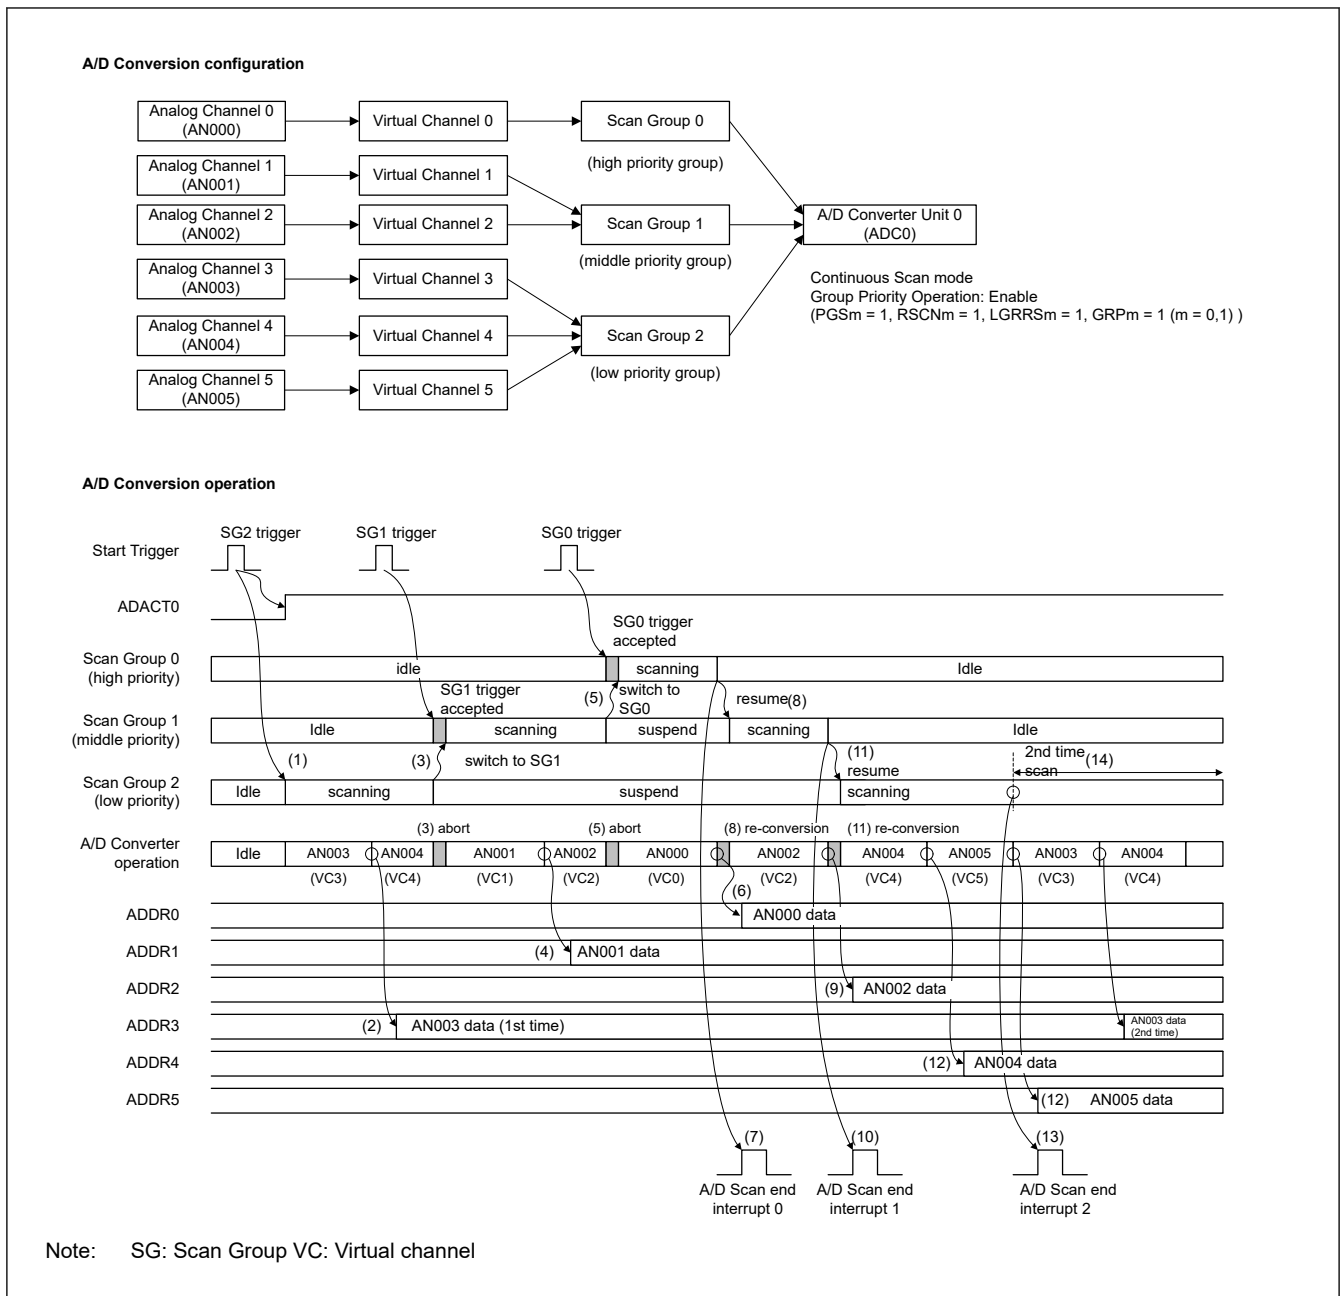 A/D Conversion configuration
Analog Channel 0
(AN000)
Virtual Channel 0
Scan Group 0
(high priority group)
Analog Channel 1
(AN001)
Virtual Channel 1
Analog Channel 2
(AN002)
Virtual Channel 2
Scan Group 1
(middle priority group)
A/D Converter Unit 0
(ADC0)
Analog Channel 3
(AN003)
Virtual Channel 3
Continuous Scan mode
Group Priority Operation: Enable
(PGSm = 1, RSCNm = 1, LGRRSm = 1, GRPm = 1 (m = 0,1) )
Analog Channel 4
(AN004)
Virtual Channel 4
Scan Group 2
(low priority group)
Analog Channel 5
(AN005)
Virtual Channel 5
A/D Conversion operation
SG2 trigger
SG1 trigger
SG0 trigger
Start Trigger
ADACT0
SG0 trigger
accepted
Scan Group 0
(high priority)
idle
scanning
Idle
SG1 trigger
accepted
(5)
switch to
SG0
resume(8)
Scan Group 1
(middle priority)
Idle
scanning
suspend
scanning
Idle
(1)
(3)
switch to SG1
(11)
resume
2nd time
scan
(14)
Scan Group 2
(low priority)
Idle
scanning
suspend
scanning
(3) abort
(5) abort
(8) re-conversion
(11) re-conversion
A/D Converter
operation
Idle
AN003
AN004
AN001
AN002
AN000
AN002
AN004
AN005
AN003
AN004
(VC3)
(VC4)
(VC1)
(VC2)
(VC0)
(VC2)
(VC4)
(VC5)
(VC3)
(VC4)
(6)
ADDR0
AN000 data
ADDR1
(4)
AN001 data
ADDR2
(9)
AN002 data
ADDR3
(2)
AN003 data (1st time)
AN003 data
(2nd time)
ADDR4
(12)
AN004 data
ADDR5
(12)
AN005 data
(7)
(10)
(13)
A/D Scan end
interrupt 0
A/D Scan end
interrupt 1
A/D Scan end
interrupt 2
Note: SG: Scan Group VC: Virtual channel